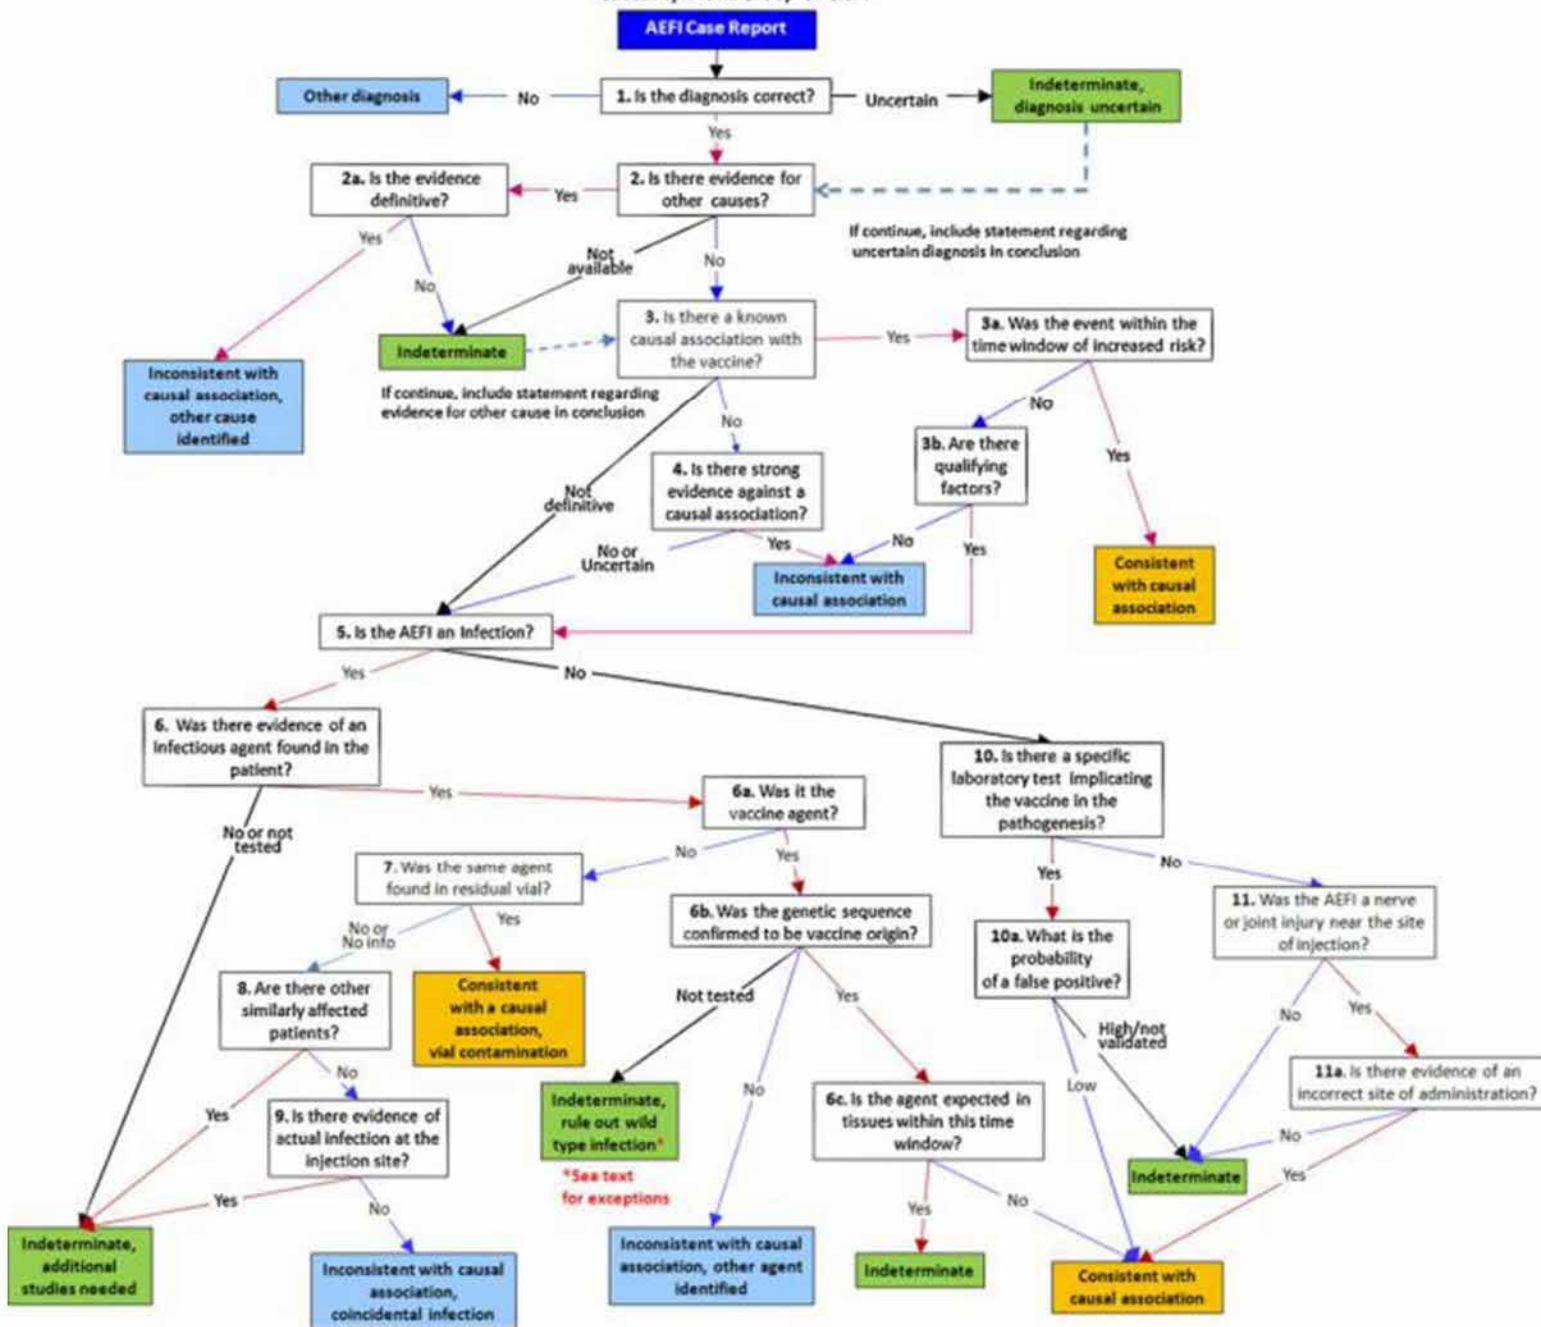 AEFI Case Report
Other diagnosis
No
1. Is the diagnosis correct?
Uncertain
Indeterminate,
diagnosis uncertain
Yes
2a. Is the evidence
definitive?
Yes
2. Is there evidence for
other causes?
If continue, include statement regarding
uncertain diagnosis in conclusion
Yes
No
Not
available
No
Indeterminate
3. Is there a known
causal association with
the vaccine?
Yes
3a. Was the event within the
time window of increased risk?
Inconsistent with
causal association,
other cause
identified
If continue, include statement regarding
evidence for other cause in conclusion
No
No
Yes
Not
definitive
4. Is there strong
evidence against a
causal association?
3b. Are there
qualifying
factors?
No or
Uncertain
Yes
No
Yes
Inconsistent with
causal association
Consistent
with causal
association
5. Is the AEFI an Infection?
Yes
No
6. Was there evidence of an
infectious agent found in the
patient?
Yes
No or not
tested
6a. Was it the
vaccine agent?
10. Is there a specific
laboratory test implicating
the vaccine in the
pathogenesis?
No
Yes
Yes
No
7. Was the same agent
found in residual vial?
6b. Was the genetic sequence
confirmed to be vaccine origin?
10a. What is the
probability
of a false positive?
11. Was the AEFI a nerve
or joint injury near the site
of injection?
No or
No info
Yes
8. Are there other
similarly affected
patients?
Consistent
with a causal
association,
vial contamination
Not tested
No
Yes
High/not
validated
Low
No
Yes
Yes
No
9. Is there evidence of
actual infection at the
injection site?
Indeterminate,
rule out wild
type infection*
*See text
for exceptions
6c. Is the agent expected in
tissues within this time
window?
11a. Is there evidence of an
incorrect site of administration?
No
Yes
Indeterminate
Yes
No
Yes
No
Indeterminate,
additional
studies needed
Inconsistent with causal
association,
coincidental infection
Inconsistent with causal
association, other agent
identified
Indeterminate
Consistent with
causal association